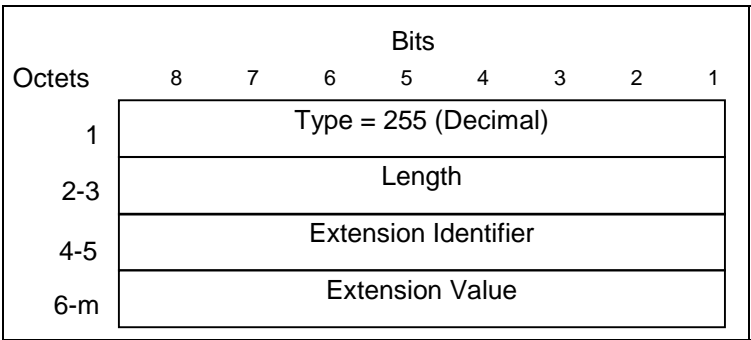 Bits
Octets 8 7 6 5 4 3 2 1
1 Type = 255 (Decimal)
2-3 Length
4-5 Extension Identifier
6-m Extension Value